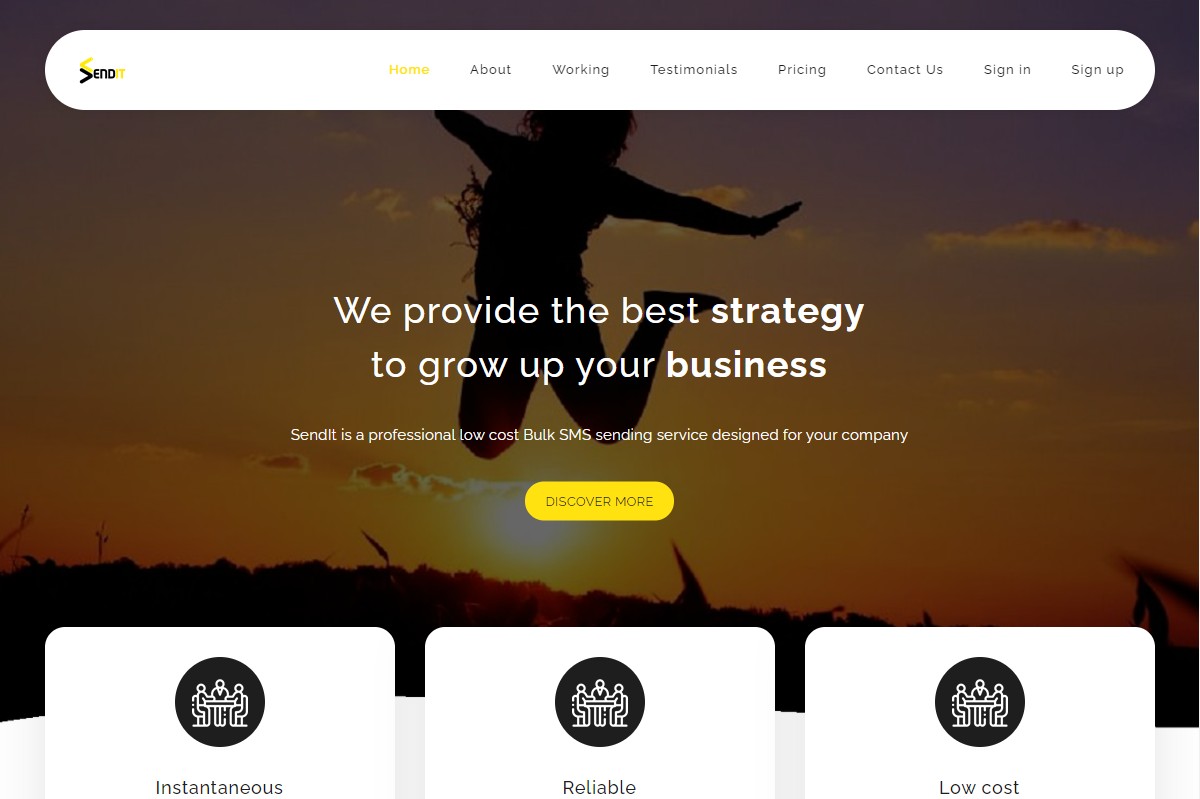 SENDIT
Home About Working Testimonials Pricing Contact Us Sign in Sign up
We provide the best strategy
to grow up your business
SendIt is a professional low cost Bulk SMS sending service designed for your company
DISCOVER MORE
Instantaneous Reliable Low cost